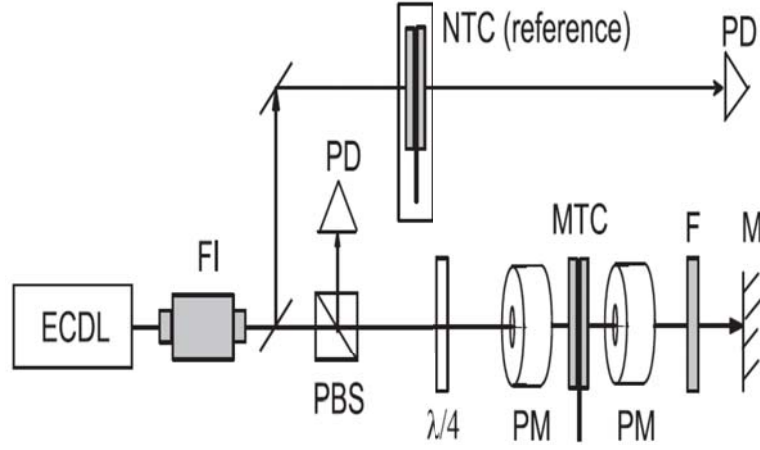 NTC (reference)
PD
PD
MTC
F
M
FI
ECDL
PBS
λ/4
PM
PM